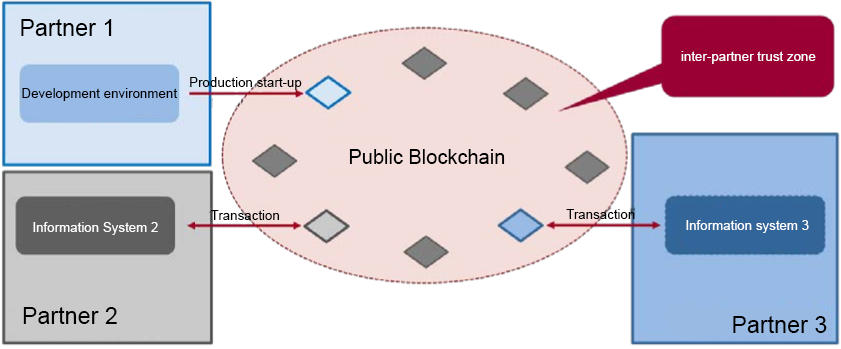 Partner 1
Development environment
Production start-up
inter-partner trust zone
Public Blockchain
Information System 2
Transaction
Transaction
Information system 3
Partner 2
Partner 3